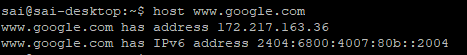 sai@sai-desktop:~$ host www.google.com
www.google.com has address 172.217.163.36
www.google.com has IPv6 address 2404:6800:4007:80b::2004